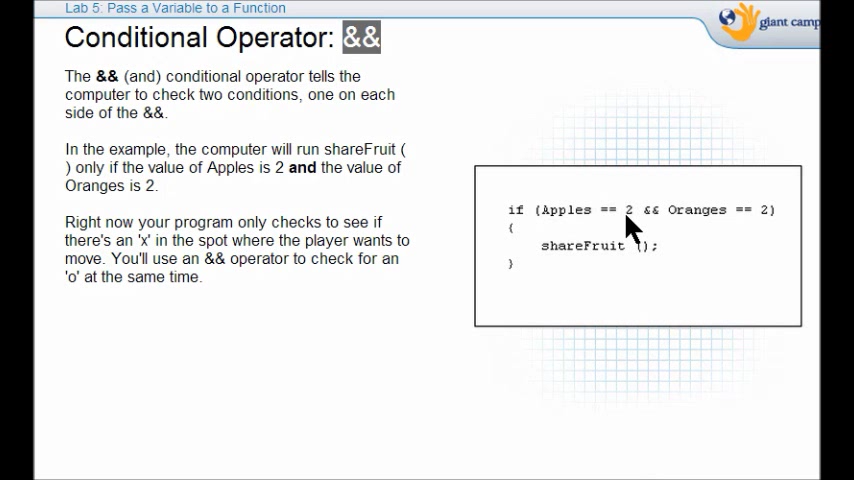 Lab 5: Pass a Variable to a Function
giant camp
Conditional Operator: &&
The && (and) conditional operator tells the
computer to check two conditions, one on each
side of the &&.
In the example, the computer will run shareFruit (
) only if the value of Apples is 2 and the value of
Oranges is 2.
Right now your program only checks to see if
there's an 'x' in the spot where the player wants to
move. You'll use an && operator to check for an
'o' at the same time.
if (Apples == 2 && Oranges == 2)
{
shareFruit ();
}